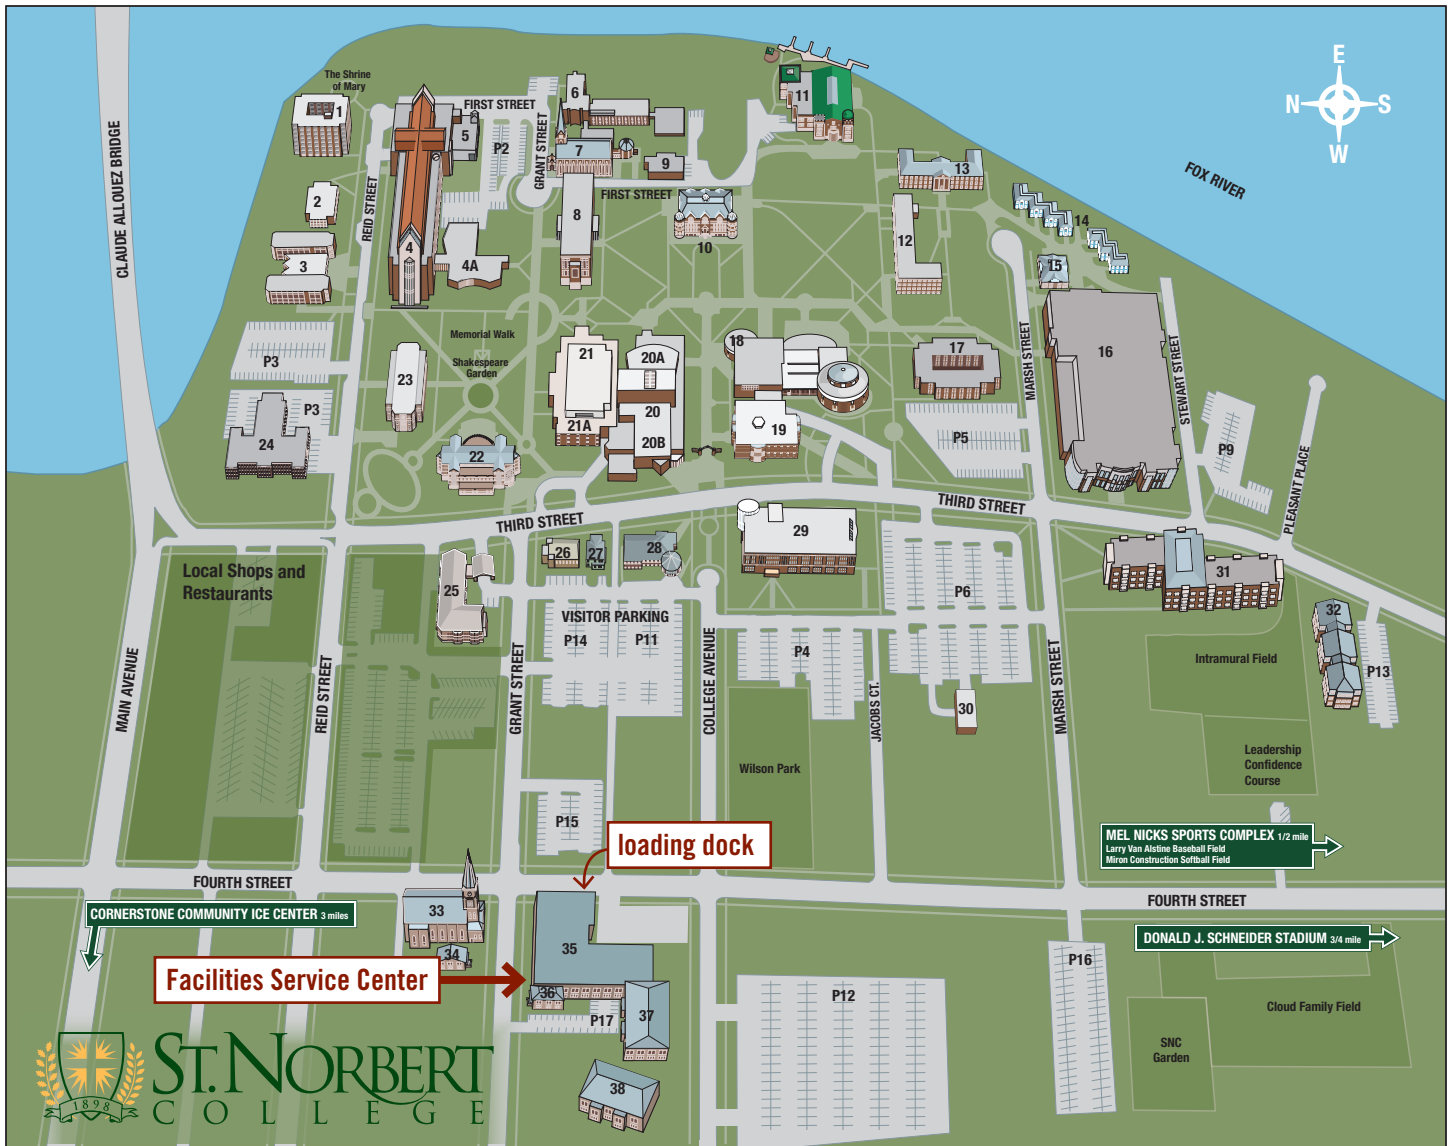 E
N
S
W
FOX RIVER
CLAUDE ALLOUEZ BRIDGE
The Shrine
of Mary
1
2
3
REID STREET
4
4A
5
FIRST STREET
P2
GRANT STREET
6
7
8
9
FIRST STREET
10
11
12
13
14
15
16
MARSH STREET
STEWART STREET
P9
PLEASANT PLACE
P3
P3
24
23
Memorial Walk
Shakespeare
Garden
22
21
21A
20A
20
20B
18
19
17
P5
THIRD STREET
THIRD STREET
Local Shops and
Restaurants
25
26
27
28
29
P6
31
32
P13
VISITOR PARKING
P14
P11
P4
30
MAIN AVENUE
REID STREET
GRANT STREET
COLLEGE AVENUE
JACOBS CT.
MARSH STREET
Intramural Field
Leadership
Confidence
Course
Wilson Park
P15
loading dock
MEL NICKS SPORTS COMPLEX 1/2 mile
Larry Van Alstine Baseball Field
Miron Construction Softball Field
FOURTH STREET
FOURTH STREET
CORNERSTONE COMMUNITY ICE CENTER 3 miles
DONALD J. SCHNEIDER STADIUM 3/4 mile
33
34
35
36
37
38
P17
P12
P16
Facilities Service Center
Cloud Family Field
SNC
Garden
1898
ST. NORBERT
COLLEGE